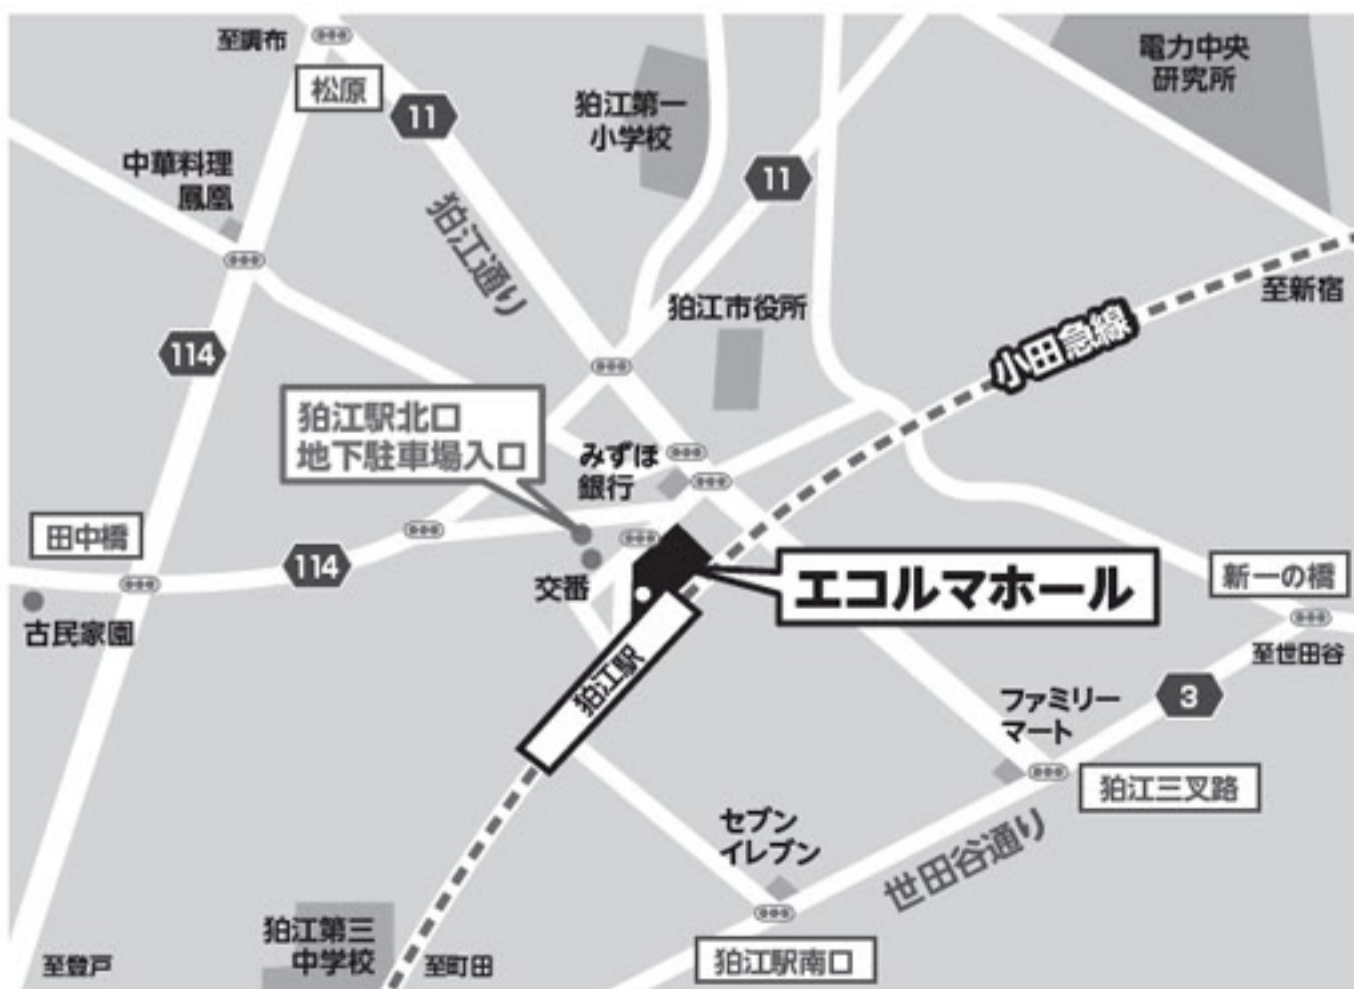 至調布
松原
11
中華料理
鳳凰
狛江通り
狛江第一
小学校
11
電力中央
研究所
狛江市役所
至新宿
小田急線
114
狛江駅北口
地下駐車場入口
みずほ
銀行
田中橋
114
交番
エコルマホール
新一の橋
古民家園
狛江駅
至世田谷
3
ファミリー
マート
狛江三叉路
セブン
イレブン
世田谷通り
狛江第三
中学校
至登戸
至町田
狛江駅南口